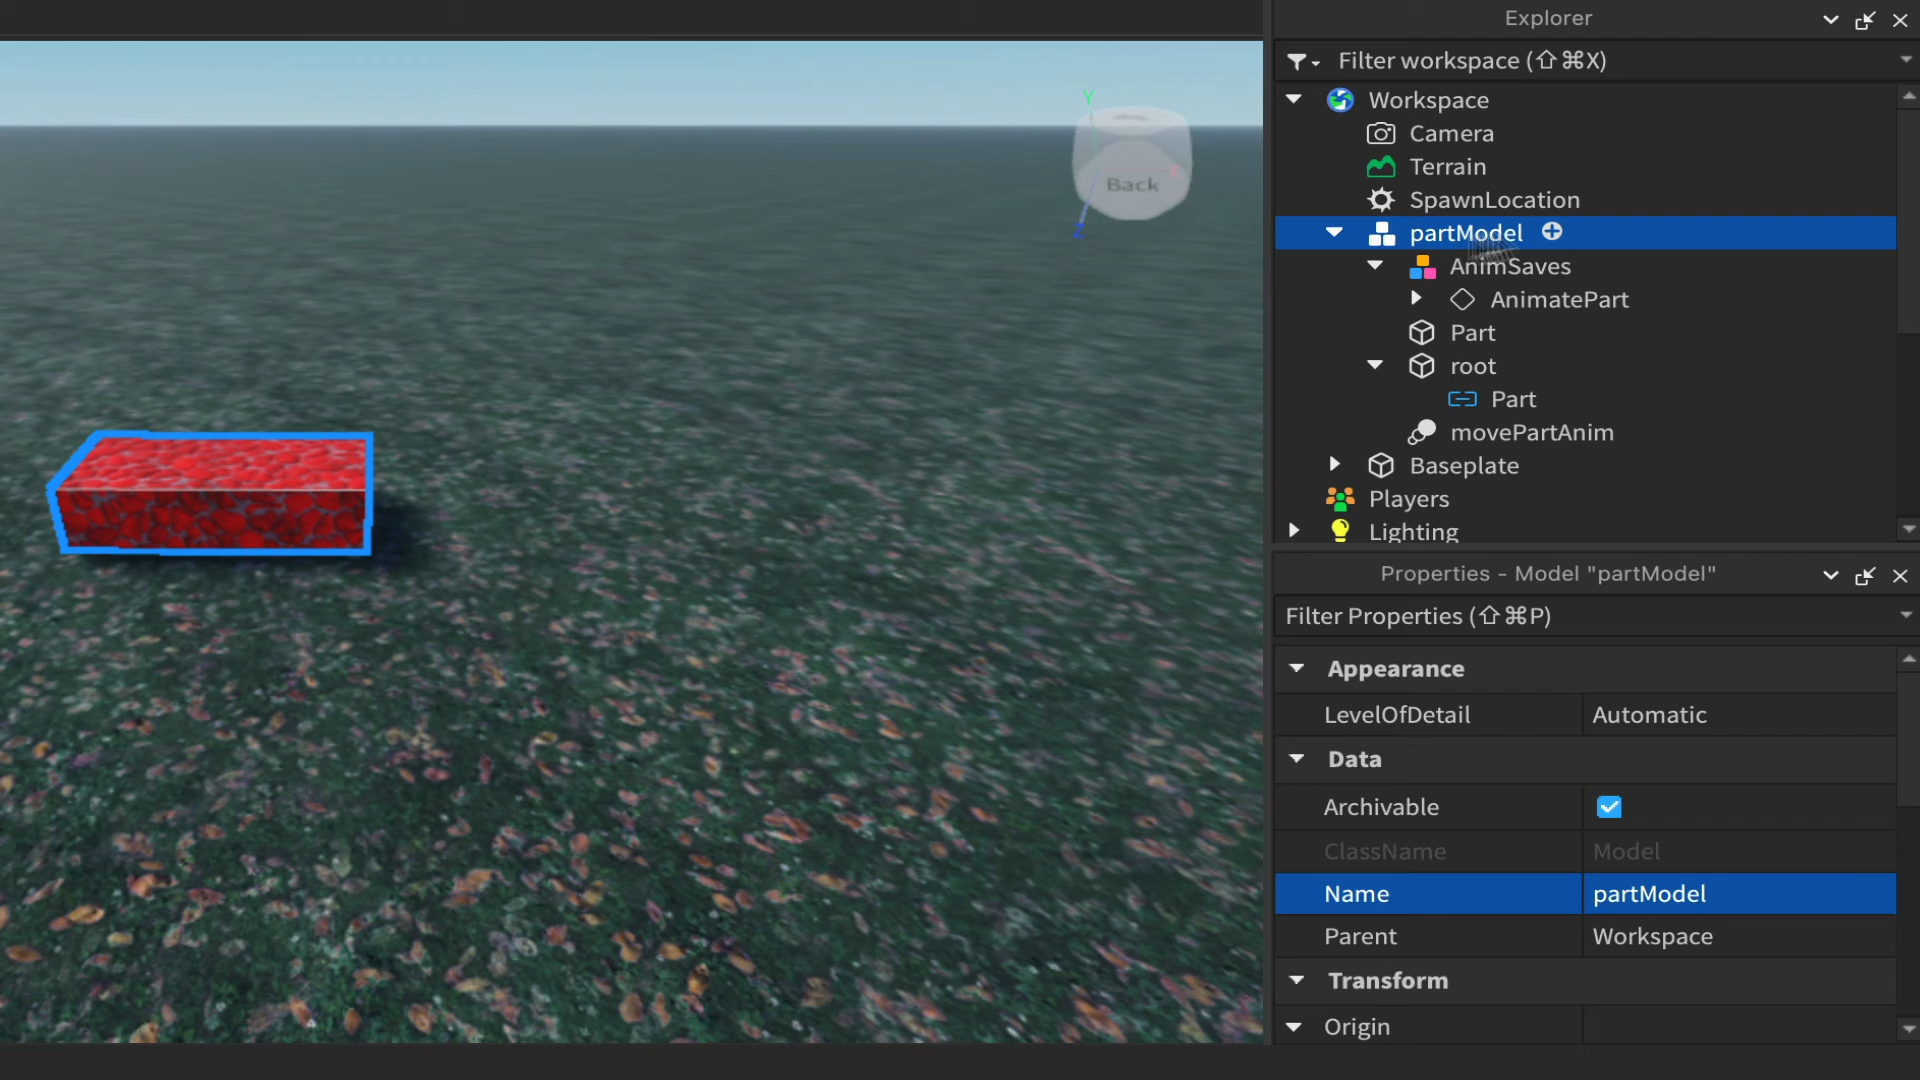 Explorer
Filter workspace (⇧⌘X)
Workspace
Camera
Terrain
SpawnLocation
partModel
AnimSaves
AnimatePart
Part
root
Part
movePartAnim
Baseplate
Players
Lighting
Y
X
Back
Z
Properties - Model "partModel"
Filter Properties (⇧⌘P)
Appearance
LevelOfDetail Automatic
Data
Archivable
ClassName Model
Name partModel
Parent Workspace
Transform
Origin